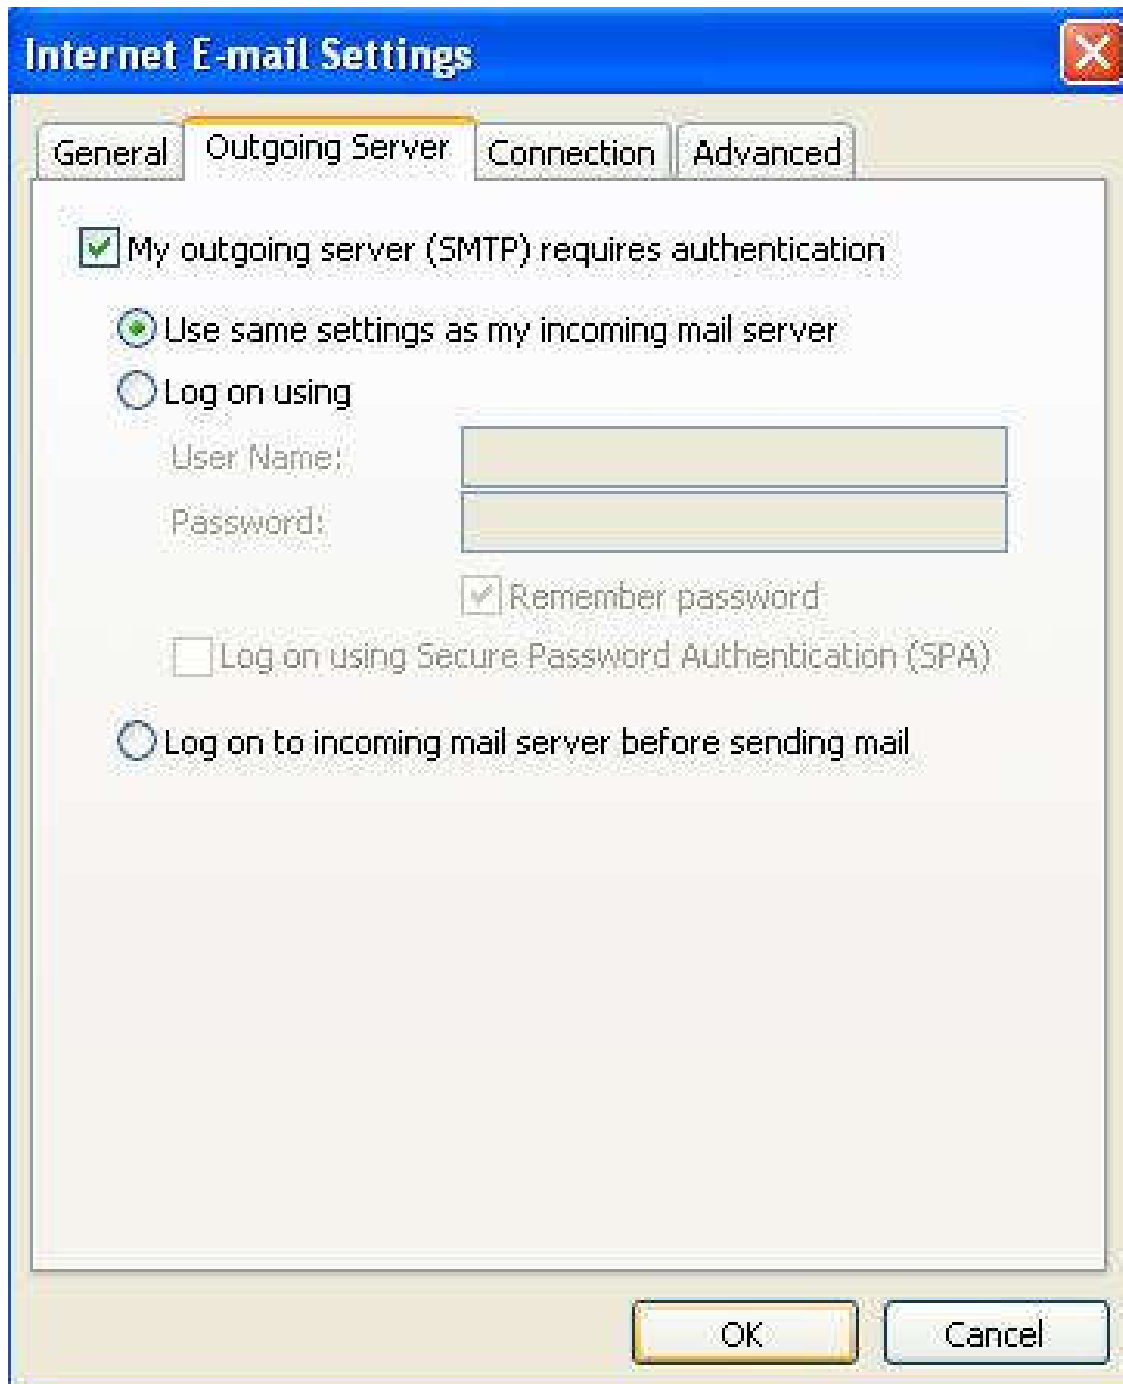 Internet E-mail Settings
General Outgoing Server Connection Advanced
My outgoing server (SMTP) requires authentication
Use same settings as my incoming mail server
Log on using
User Name:
Password:
Remember password
Log on using Secure Password Authentication (SPA)
Log on to incoming mail server before sending mail
OK Cancel